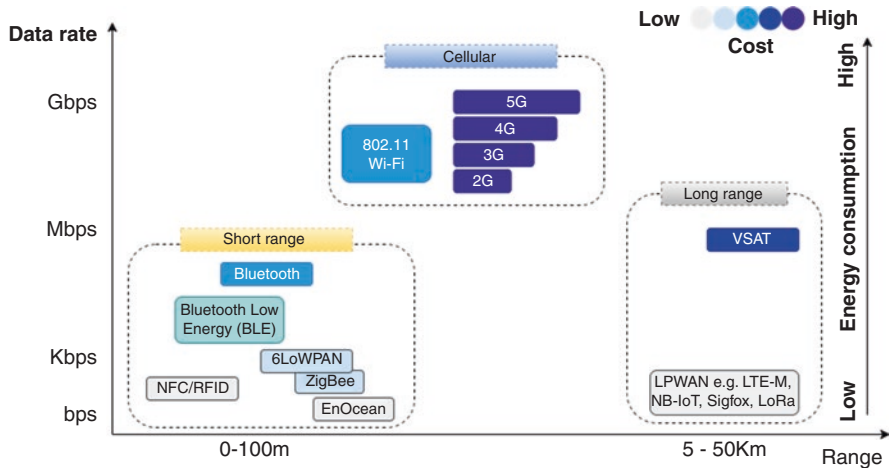 Low High
Cost
Data rate
High
Cellular
Gbps
5G
802.11
Wi-Fi
4G
3G
2G
Energy consumption
Long range
Mbps
Short range
VSAT
Bluetooth
Bluetooth Low
Energy (BLE)
Kbps
6LoWPAN
NFC/RFID
ZigBee
LPWAN e.g. LTE-M,
NB-IoT, Sigfox, LoRa
Low
bps
EnOcean
0-100m
5 - 50Km
Range